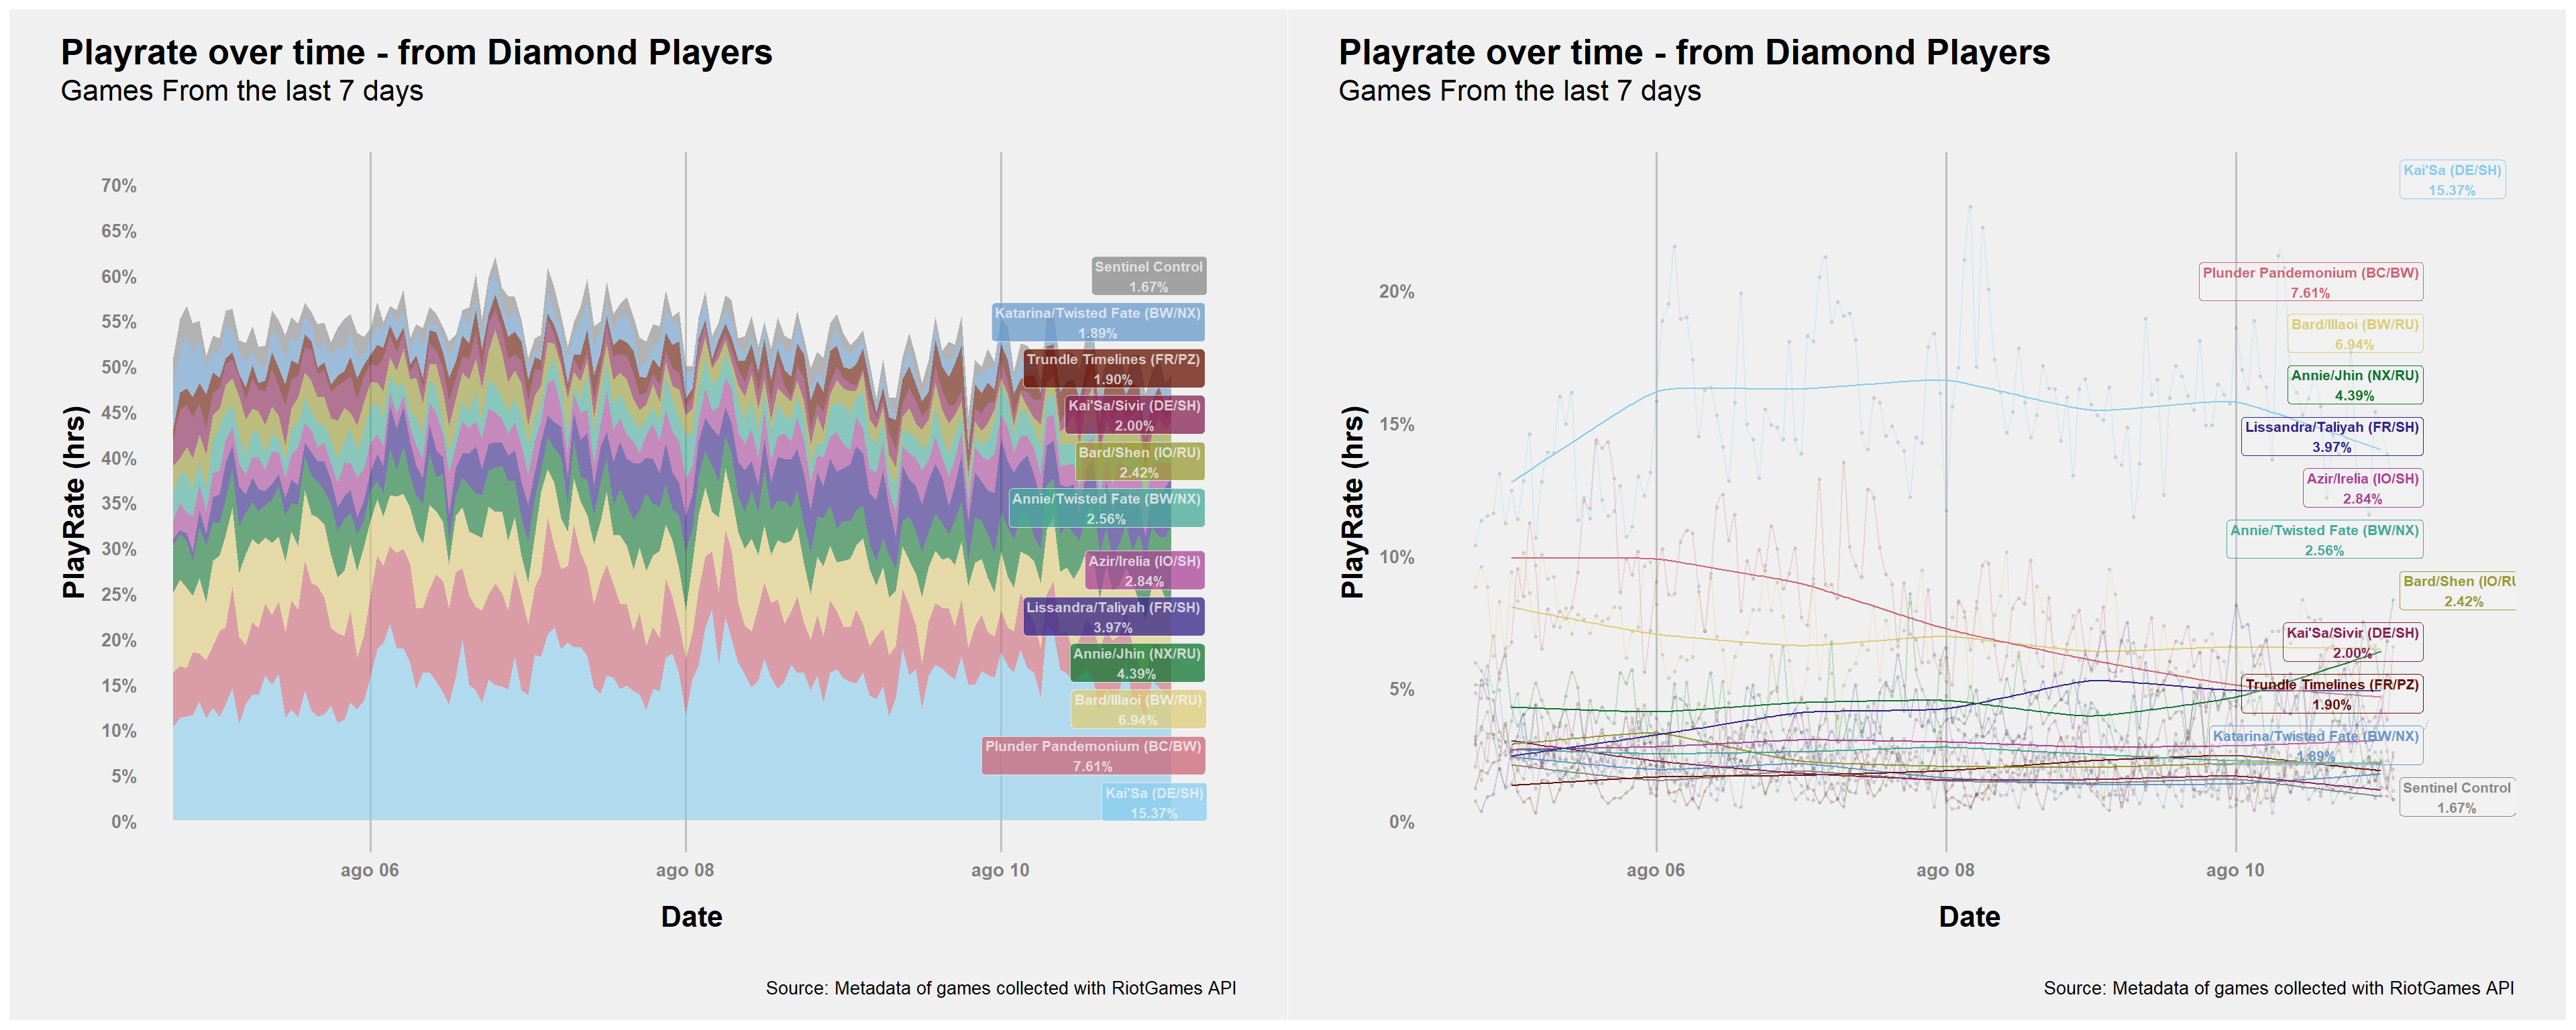 Playrate over time - from Diamond Players
Games From the last 7 days
70%
65%
60%
55%
50%
45%
40%
35%
30%
25%
20%
15%
10%
5%
0%
PlayRate (hrs)
Sentinel Control
1.67%
Katarina/Twisted Fate (BW/NX)
1.89%
Trundle Timelines (FR/PZ)
1.90%
Kai'Sa/Sivir (DE/SH)
2.00%
Bard/Shen (IO/RU)
2.42%
Annie/Twisted Fate (BW/NX)
2.56%
Azir/Irelia (IO/SH)
2.84%
Lissandra/Taliyah (FR/SH)
3.97%
Annie/Jhin (NX/RU)
4.39%
Bard/Illaoi (BW/RU)
6.94%
Plunder Pandemonium (BC/BW)
7.61%
Kai'Sa (DE/SH)
15.37%
ago 06
ago 08
ago 10
Date
Source: Metadata of games collected with RiotGames API
Playrate over time - from Diamond Players
Games From the last 7 days
20%
15%
10%
5%
0%
PlayRate (hrs)
Kai'Sa (DE/SH)
15.37%
Plunder Pandemonium (BC/BW)
7.61%
Bard/Illaoi (BW/RU)
6.94%
Annie/Jhin (NX/RU)
4.39%
Lissandra/Taliyah (FR/SH)
3.97%
Azir/Irelia (IO/SH)
2.84%
Annie/Twisted Fate (BW/NX)
2.56%
Bard/Shen (IO/RU
2.42%
Kai'Sa/Sivir (DE/SH)
2.00%
Trundle Timelines (FR/PZ)
1.90%
Katarina/Twisted Fate (BW/NX)
1.89%
Sentinel Control
1.67%
ago 06
ago 08
ago 10
Date
Source: Metadata of games collected with RiotGames API